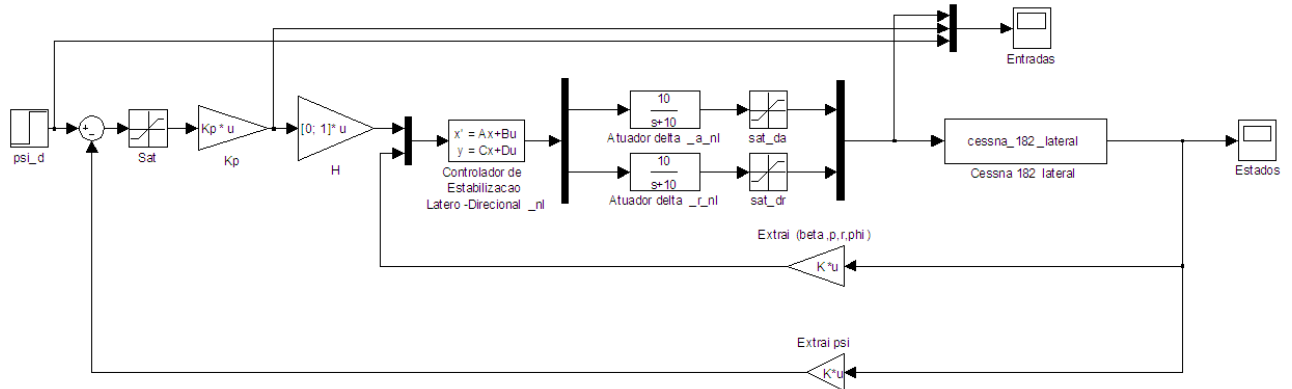 Entradas
psi_d
+
-
Sat
Kp * u
Kp
[0; 1]* u
H
x' = Ax+Bu
y = Cx+Du
Controlador de
Estabilizacao
Latero -Direcional _nl
10
s+10
Atuador delta _a_nl
sat_da
10
s+10
Atuador delta _r_nl
sat_dr
cessna_182_lateral
Cessna 182 lateral
Estados
Extrai (beta ,p,r,phi )
K*u
Extrai psi
K*u